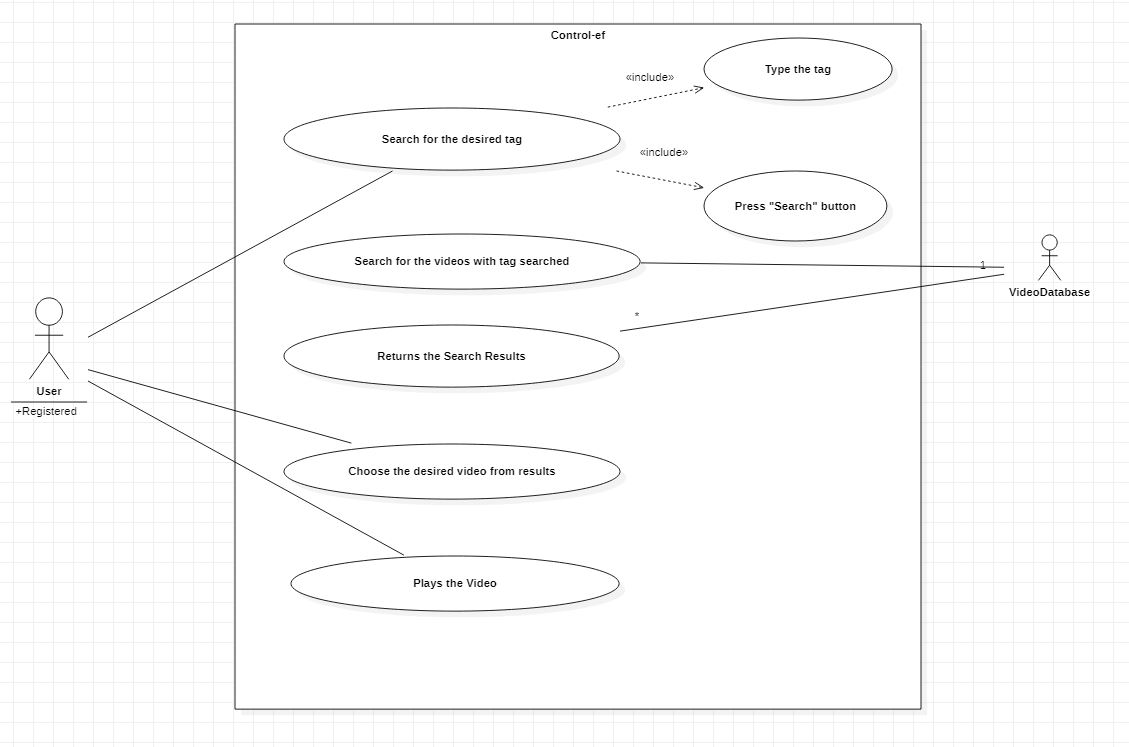 Control-ef
Type the tag
«include»
Search for the desired tag
«include»
Press "Search" button
Search for the videos with tag searched
1
VideoDatabase
*
Returns the Search Results
User
+Registered
Choose the desired video from results
Plays the Video